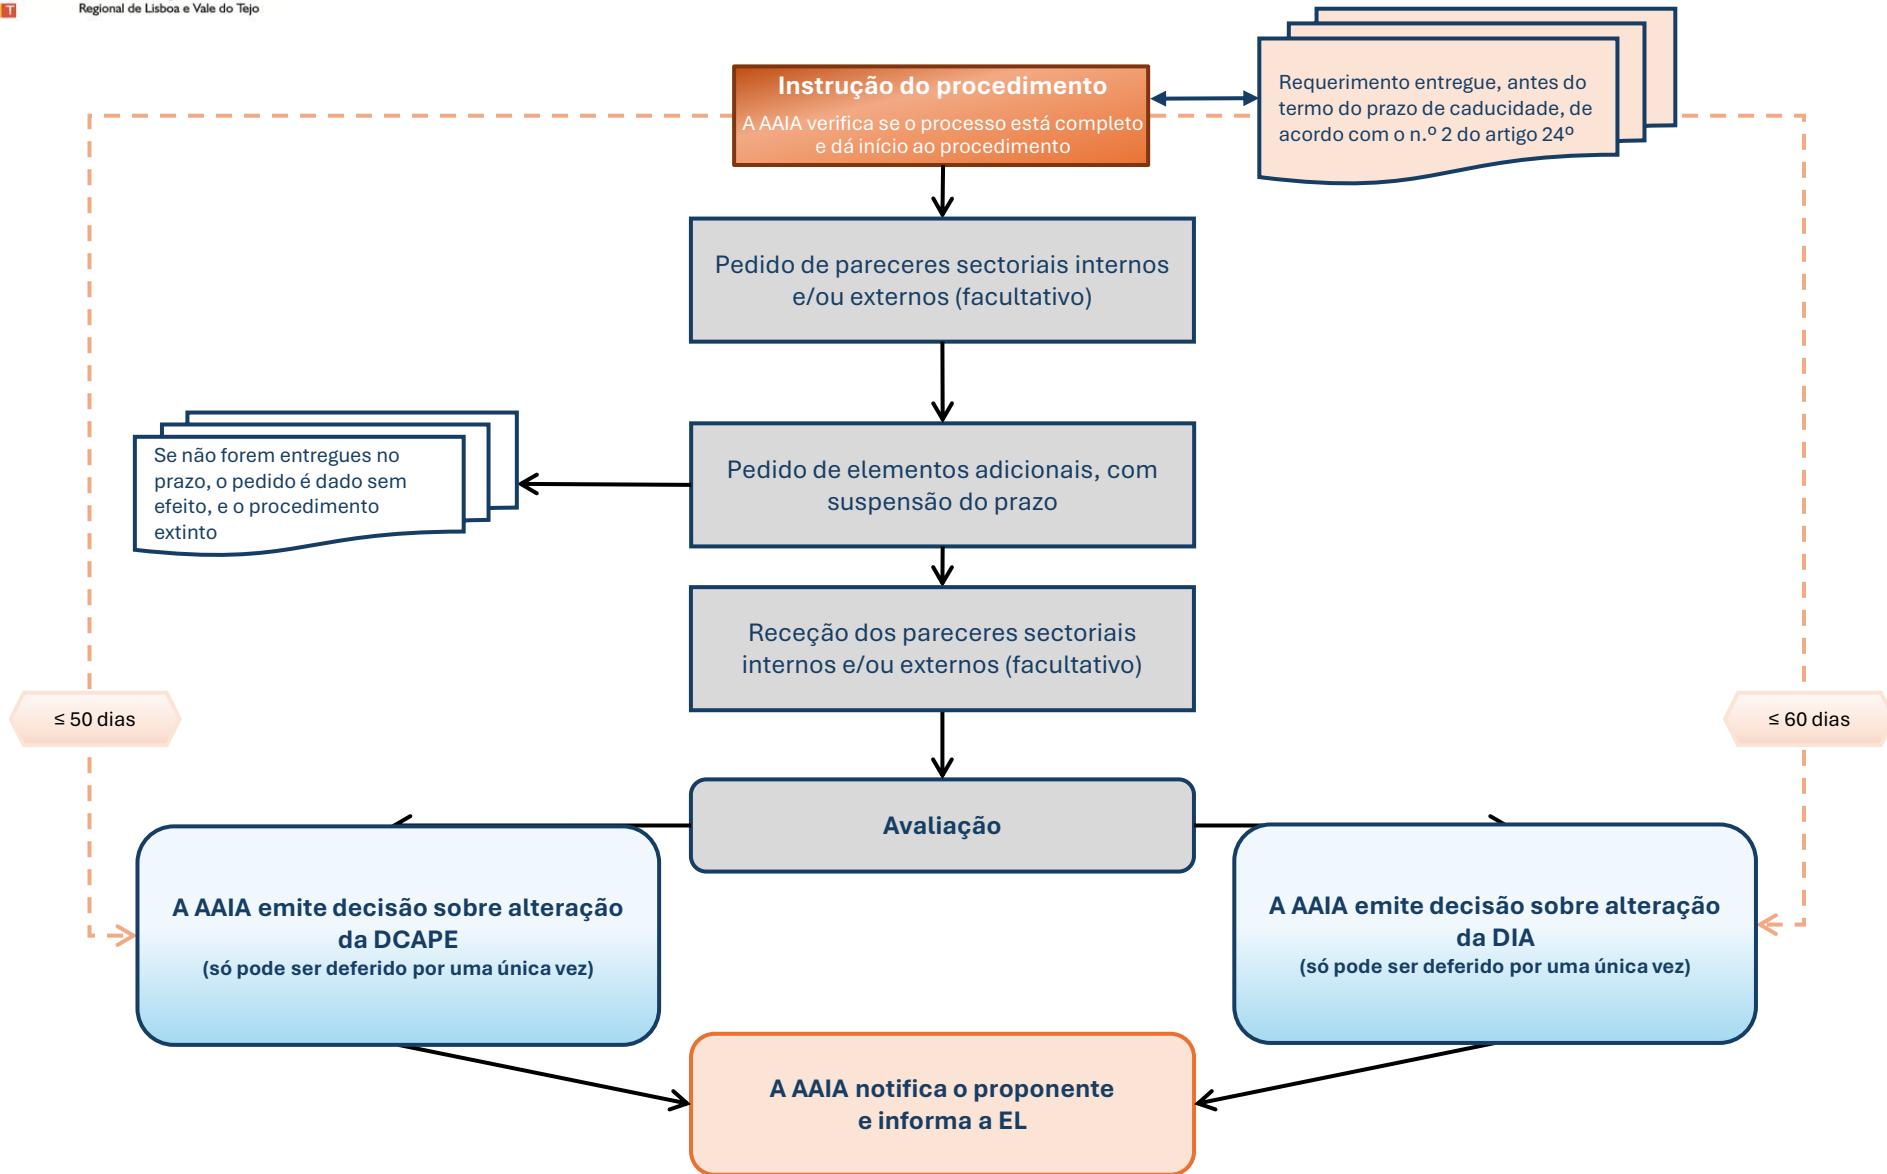 T
Regional de Lisboa e Vale do Tejo
Instrução do procedimento
A AAIA verifica se o processo está completo
e dá início ao procedimento
Requerimento entregue, antes do
termo do prazo de caducidade, de
acordo com o n.º 2 do artigo 24º
Pedido de pareceres sectoriais internos
e/ou externos (facultativo)
Se não forem entregues no
prazo, o pedido é dado sem
efeito, e o procedimento
extinto
Pedido de elementos adicionais, com
suspensão do prazo
Receção dos pareceres sectoriais
internos e/ou externos (facultativo)
≤ 50 dias
≤ 60 dias
Avaliação
A AAIA emite decisão sobre alteração
da DCAPE
(só pode ser deferido por uma única vez)
A AAIA emite decisão sobre alteração
da DIA
(só pode ser deferido por uma única vez)
A AAIA notifica o proponente
e informa a EL